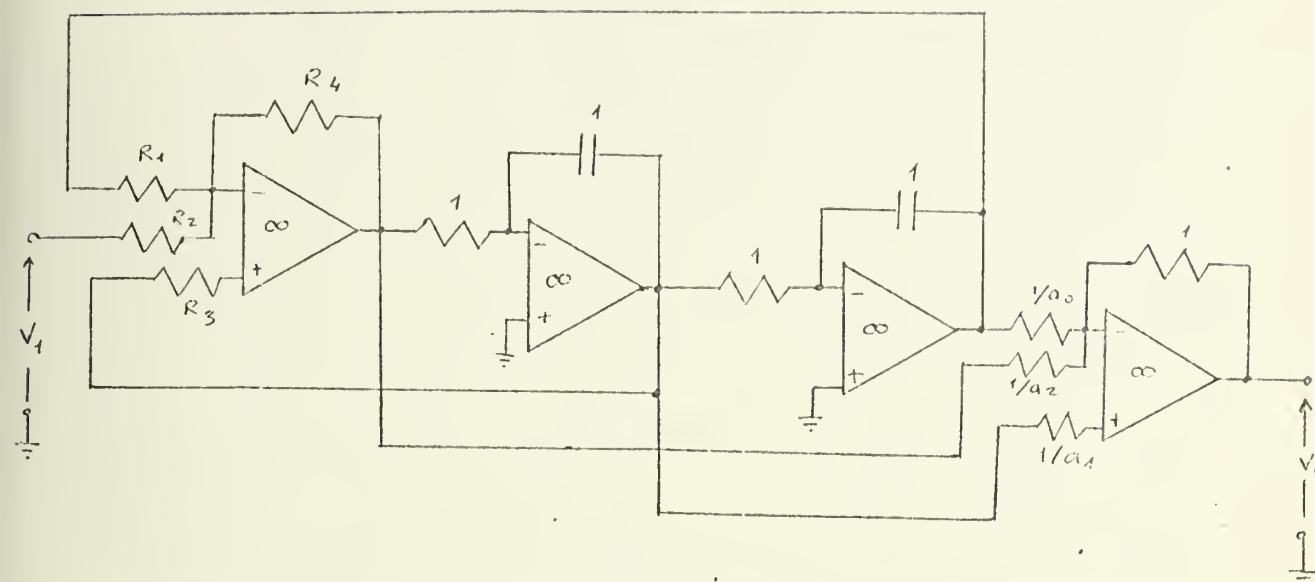 R4
1
R1
1
R2
1
1
1
∞
-
+
R3
∞
-
+
∞
-
+
1/a0
1/a2
1/a1
∞
-
+
V1